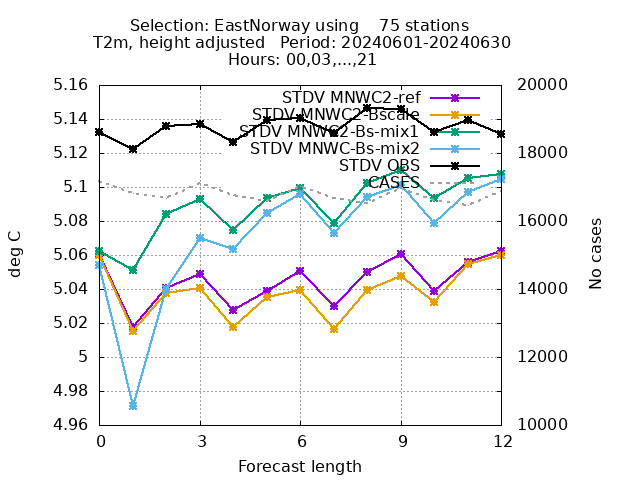 Selection: EastNorway using    75 stations
T2m, height adjusted   Period: 20240601-20240630
Hours: 00,03,...,21
5.16
5.14
5.12
5.1
5.08
5.06
5.04
5.02
5
4.98
4.96
20000
18000
16000
14000
12000
10000
STDV MNWC2-ref
STDV MNWC2-Bscale
STDV MNWC2-Bs-mix1
STDV MNWC-Bs-mix2
STDV OBS
CASES
deg C
No cases
0 3 6 9 12
Forecast length